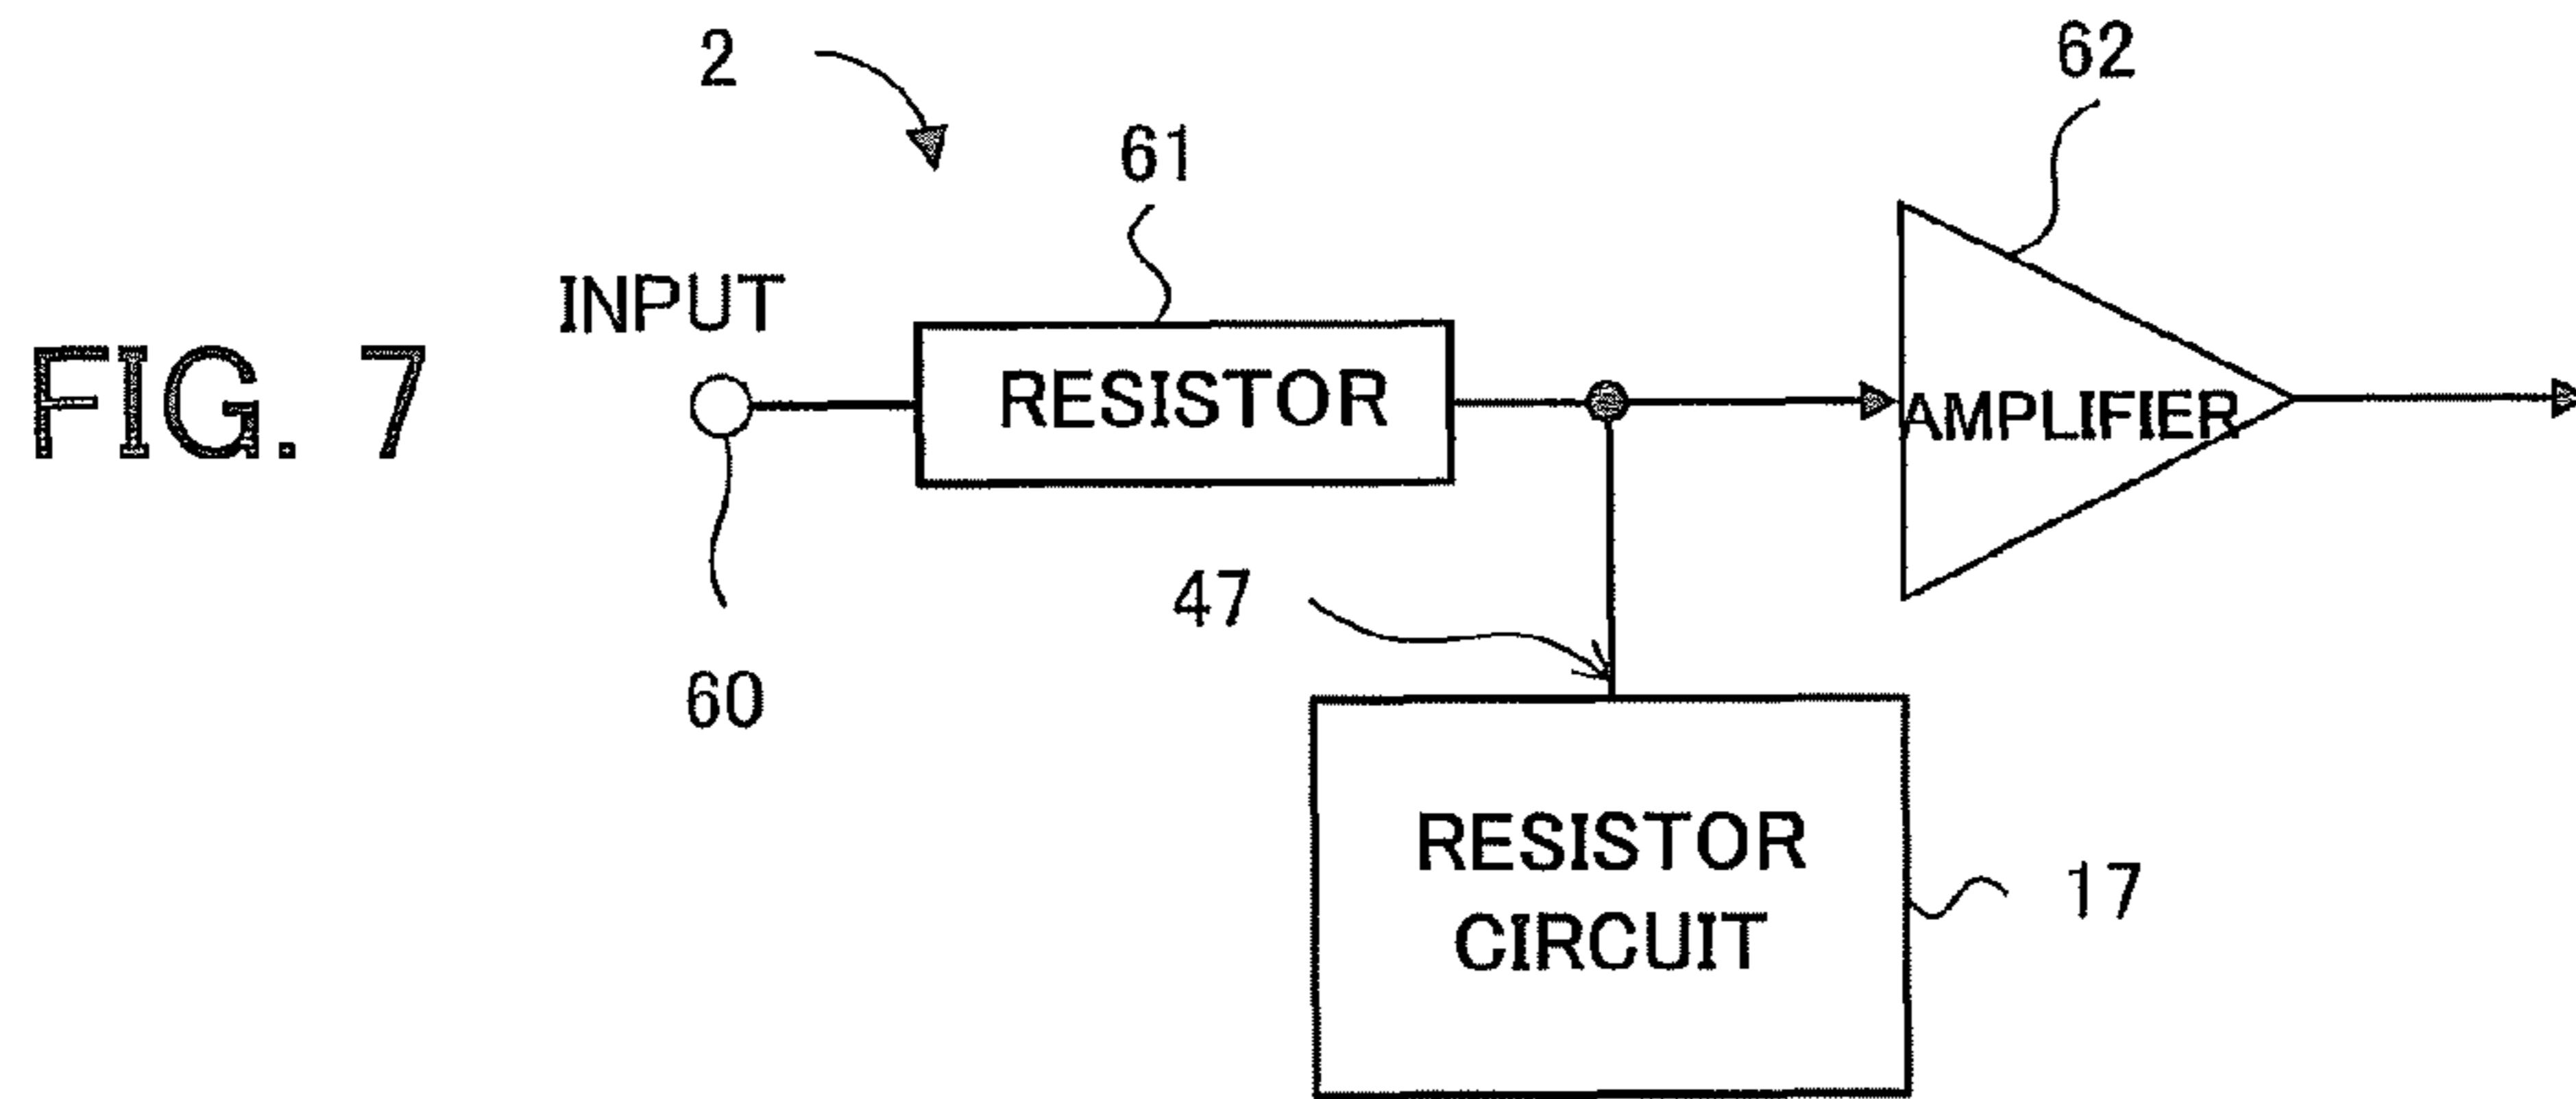 2
62
61
INPUT
FIG. 7
RESISTOR
AMPLIFIER
47
60
RESISTOR
CIRCUIT
17